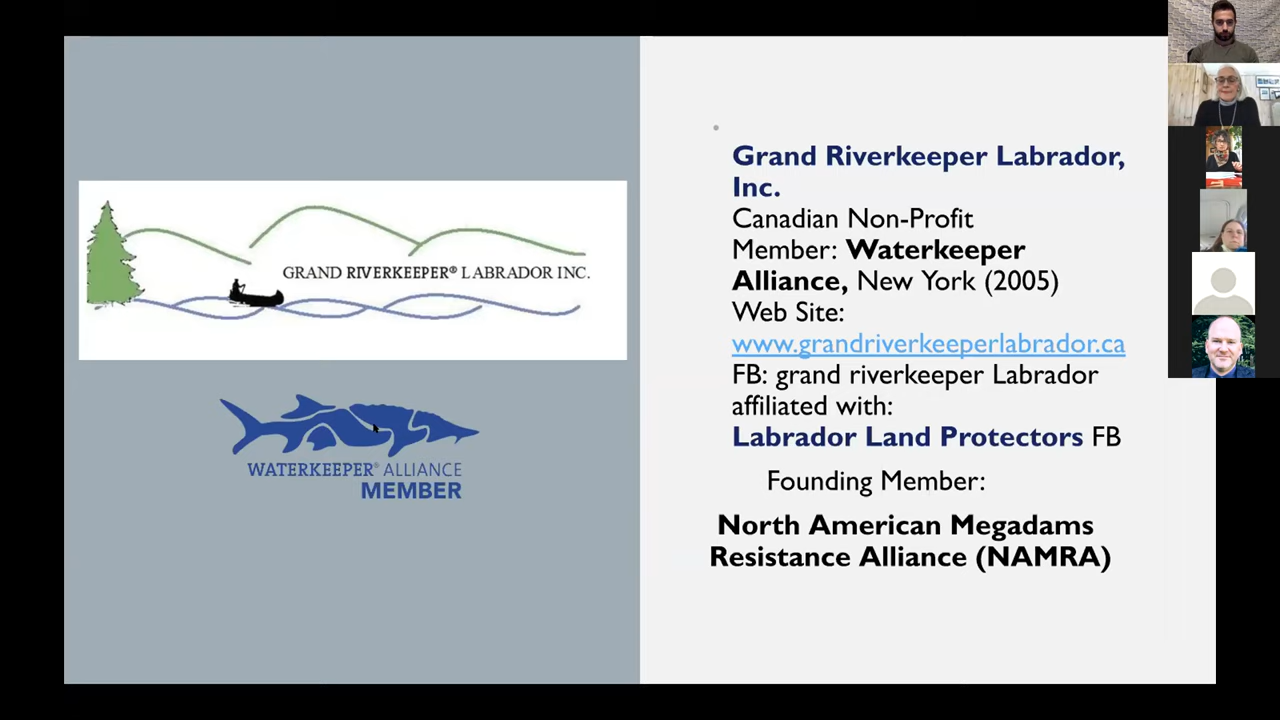 GRAND RIVERKEEPER® LABRADOR INC.
WATERKEEPER® ALLIANCE
MEMBER
Grand Riverkeeper Labrador,
Inc.
Canadian Non-Profit
Member: Waterkeeper
Alliance, New York (2005)
Web Site:
www.grandriverkeeperlabrador.ca
FB: grand riverkeeper Labrador
affiliated with:
Labrador Land Protectors FB
Founding Member:
North American Megadams
Resistance Alliance (NAMRA)